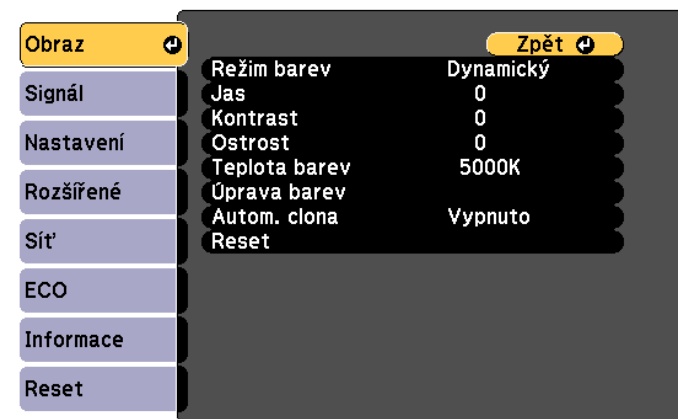 Obraz
Signál
Nastavení
Rozšířené
Síť
ECO
Informace
Reset
Zpět
Režim barev Dynamický
Jas 0
Kontrast 0
Ostrost 0
Teplota barev 5000K
Úprava barev
Autom. clona Vypnuto
Reset